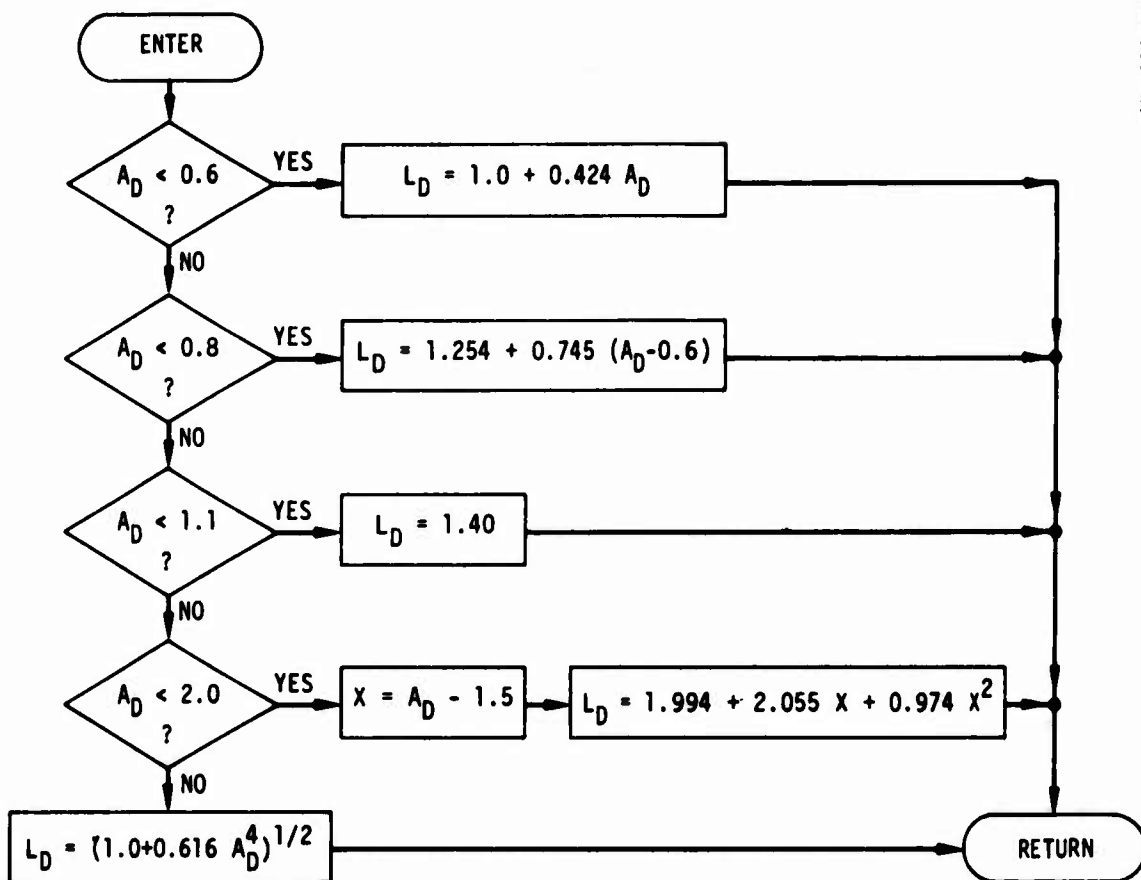 ENTER
A_D < 0.6
?
YES
L_D = 1.0 + 0.424 A_D
NO
A_D < 0.8
?
YES
L_D = 1.254 + 0.745 (A_D-0.6)
NO
A_D < 1.1
?
YES
L_D = 1.40
NO
A_D < 2.0
?
YES
X = A_D - 1.5
L_D = 1.994 + 2.055 X + 0.974 X^2
NO
L_D = (1.0+0.616 A_D^4)^1/2
RETURN